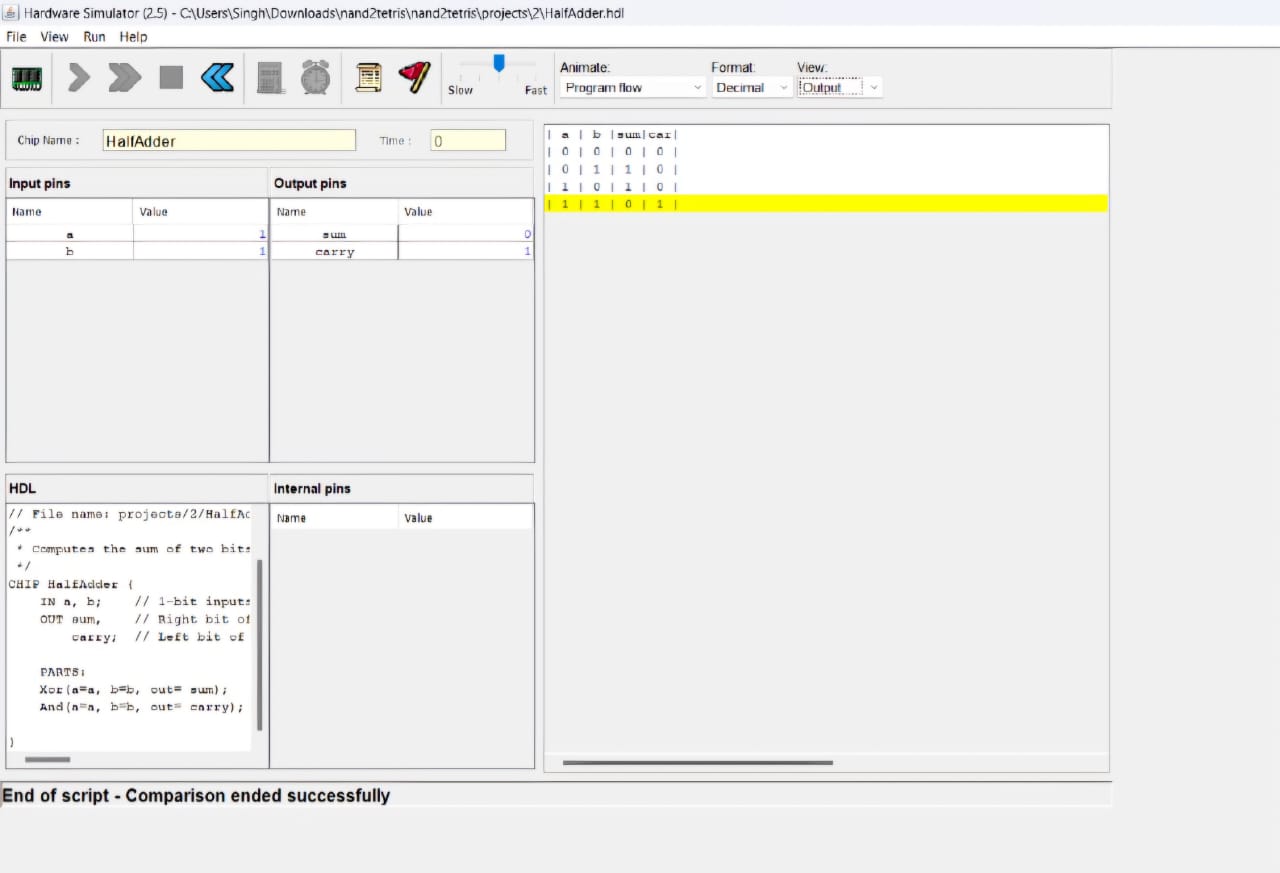 Hardware Simulator (2.5) - C:\Users\Singh\Downloads\nand2tetris\nand2tetris\projects\2\HalfAdder.hdl
File View Run Help
Animate: Format: View:
Slow Fast Program flow Decimal Output
Chip Name : HalfAdder Time : 0
Input pins Output pins
Name Value Name Value
a 1 sum 0
b 1 carry 1
| a | b |sum|car|
| 0 | 0 | 0 | 0 |
| 0 | 1 | 1 | 0 |
| 1 | 0 | 1 | 0 |
| 1 | 1 | 0 | 1 |
HDL Internal pins
Name Value
// File name: projects/2/HalfAd
/**
* Computes the sum of two bits
*/
CHIP HalfAdder {
IN a, b; // 1-bit inputs
OUT sum, // Right bit of
carry; // Left bit of
PARTS:
Xor(a=a, b=b, out= sum);
And(a=a, b=b, out= carry);
}
End of script - Comparison ended successfully